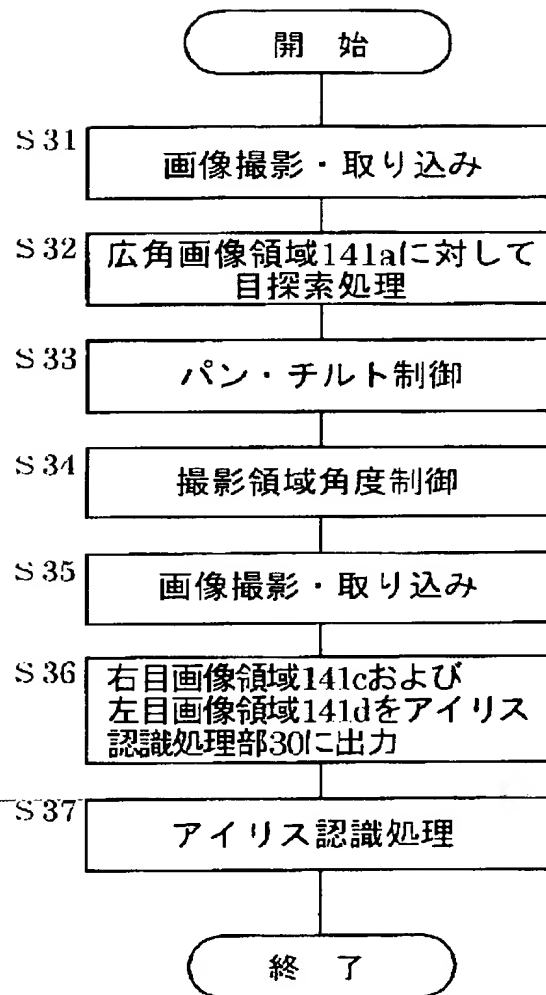 開 始
S31
画像撮影・取り込み
S32
広角画像領域141aに対して
目探索処理
S33
パン・チルト制御
S34
撮影領域角度制御
S35
画像撮影・取り込み
S36
右目画像領域141cおよび
左目画像領域141dをアイリス
認識処理部30に出力
S37
アイリス認識処理
終 了